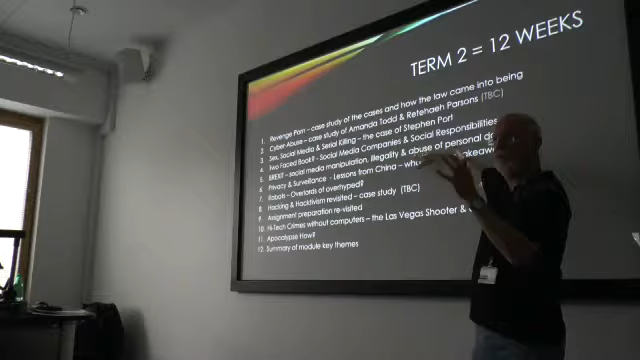 TERM 2 = 12 WEEKS
1. Revenge Porn – case study of the cases and how the law came into being
2. Cyber-Abuse – case study of Amanda Todd & Retehaeh Parsons (TBC)
3. Sex, Social Media & Serial Killing – the case of Stephen Port
4. Two Faced Book? - Social Media Companies & Social Responsibilities
5. BREXIT – social media manipulation, illegality & abuse of personal
6. Privacy & Surveillance - Lessons from China –
7. Robots – Overlords of overhyped?
8. Hacking & Hacktivism revisited – case study (TBC)
9. Assignment preparation re-visited
10. Hi-Tech Crimes without computers – the Las Vegas Shooter &
11. Apocalypse How?
12. Summary of module key themes